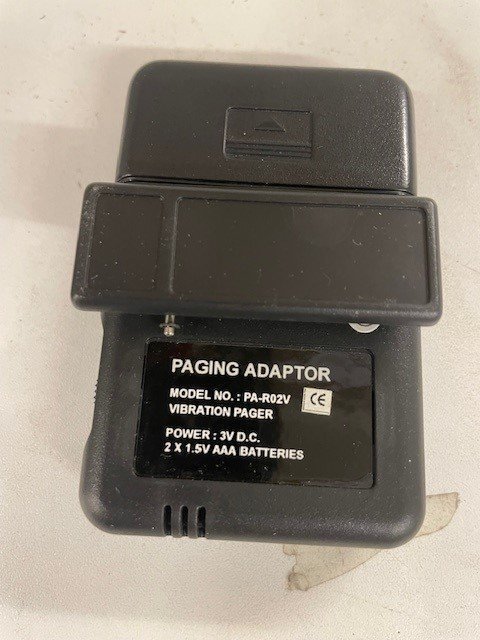 PAGING ADAPTOR
MODEL NO. : PA-R02V
VIBRATION PAGER
CE
POWER : 3V D.C.
2 X 1.5V AAA BATTERIES